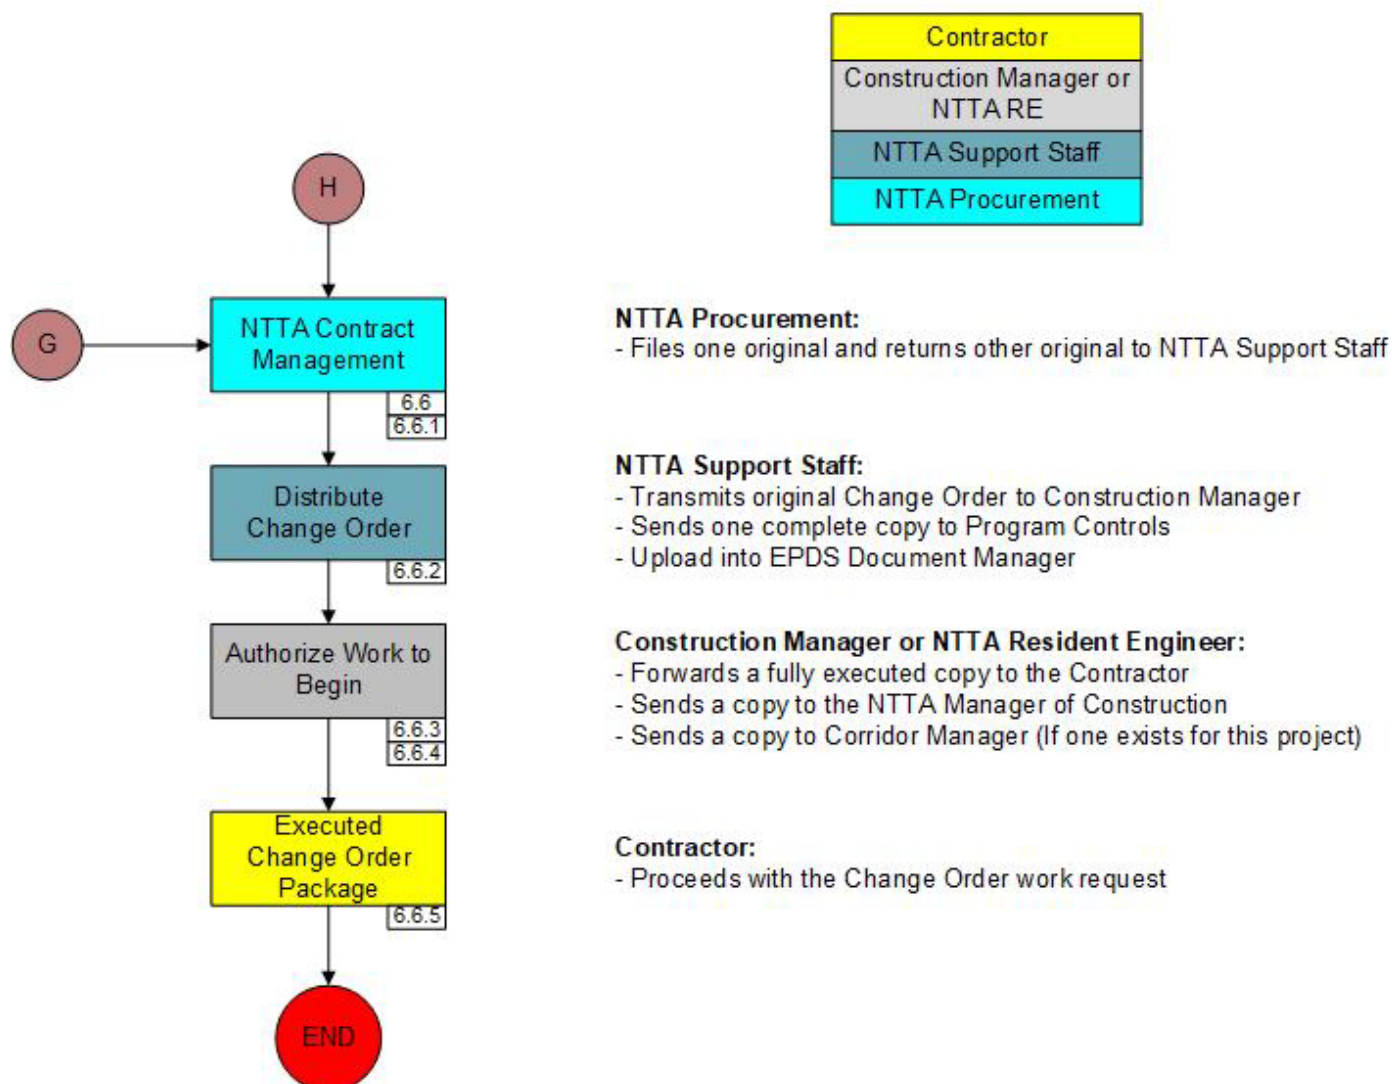 Contractor
Construction Manager or
NTTA RE
NTTA Support Staff
NTTA Procurement
H
G
NTTA Contract
Management
6.6
6.6.1
NTTA Procurement:
- Files one original and returns other original to NTTA Support Staff
Distribute
Change Order
6.6.2
NTTA Support Staff:
- Transmits original Change Order to Construction Manager
- Sends one complete copy to Program Controls
- Upload into EPDS Document Manager
Authorize Work to
Begin
6.6.3
6.6.4
Construction Manager or NTTA Resident Engineer:
- Forwards a fully executed copy to the Contractor
- Sends a copy to the NTTA Manager of Construction
- Sends a copy to Corridor Manager (If one exists for this project)
Executed
Change Order
Package
6.6.5
Contractor:
- Proceeds with the Change Order work request
END